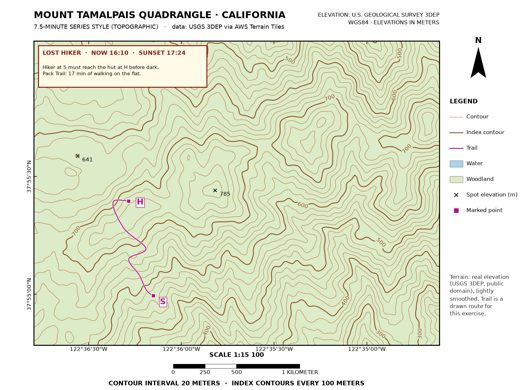 MOUNT TAMALPAIS QUADRANGLE · CALIFORNIA
7.5-MINUTE SERIES STYLE (TOPOGRAPHIC)  ·  data: USGS 3DEP via AWS Terrain Tiles
ELEVATION: U.S. GEOLOGICAL SURVEY 3DEP
WGS84 · ELEVATIONS IN METERS
LOST HIKER · NOW 16:10 · SUNSET 17:24
Hiker at S must reach the hut at H before dark.
Pack Trail: 17 min of walking on the flat.
N
LEGEND
Contour
Index contour
Trail
Water
Woodland
Spot elevation (m)
Marked point
500
500
700
600
700
641
785
H
600
700
500
S
37°55'30"N
37°55'00"N
122°36'30"W
122°36'00"W
122°35'30"W
122°35'00"W
Terrain: real elevation
(USGS 3DEP, public
domain), lightly
smoothed. Trail is a
drawn route for
this exercise.
SCALE 1:15 100
0 250 500 1 KILOMETER
CONTOUR INTERVAL 20 METERS · INDEX CONTOURS EVERY 100 METERS